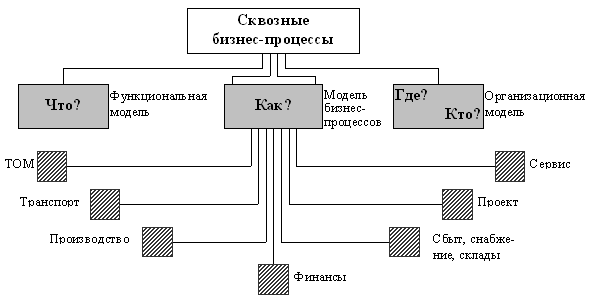 Сквозные
бизнес-процессы
Что?
Функциональная
модель
Как?
Модель
бизнес-
процессов
Где?
Кто?
Организационная
модель
ТОМ
Сервис
Транспорт
Проект
Производство
Сбыт, снабже-
ние, склады
Финансы